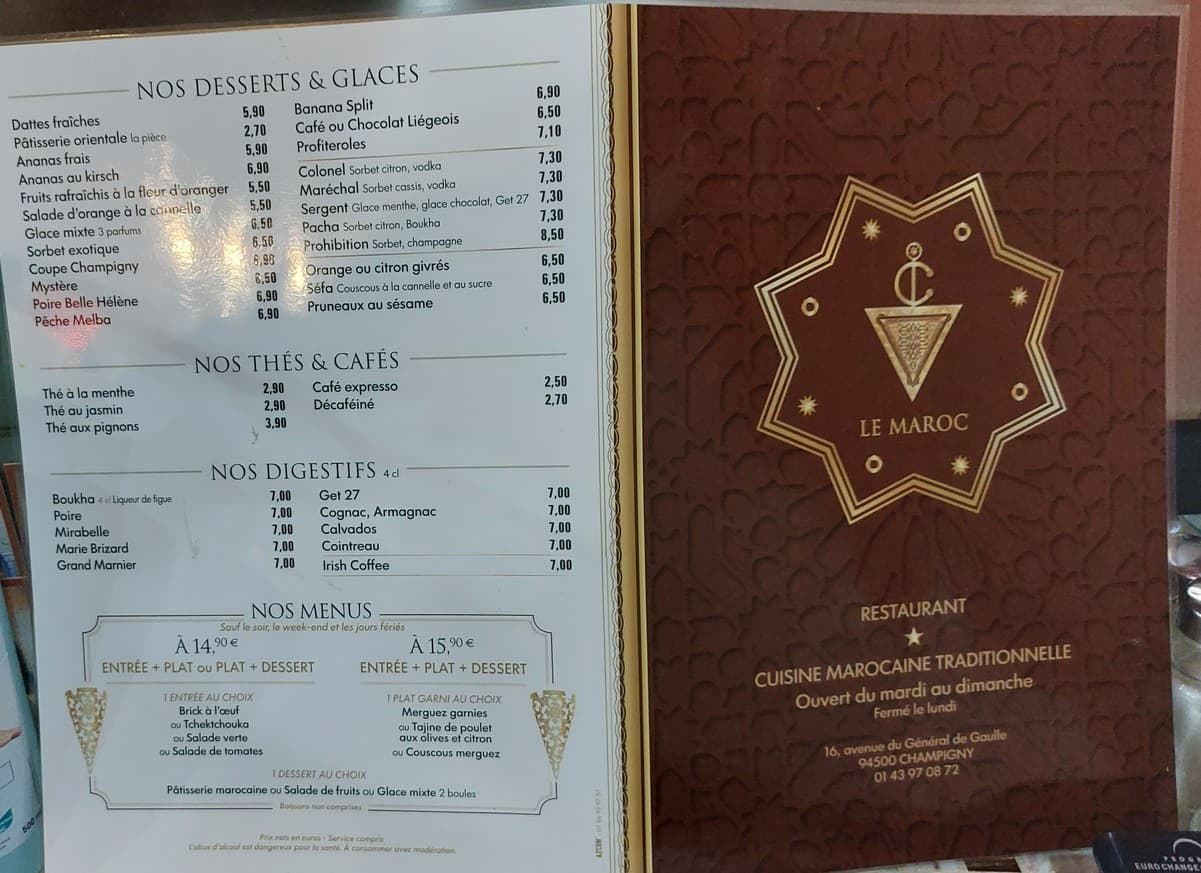 NOS DESSERTS & GLACES
Dattes fraîches 5,90
Pâtisserie orientale la pièce 2,70
Ananas frais 5,90
Ananas au kirsch 6,90
Fruits rafraîchis à la fleur d'oranger 5,50
Salade d'orange à la cannelle 5,50
Glace mixte 3 parfums 6,50
Sorbet exotique 6,50
Coupe Champigny 8,90
Mystère 6,50
Poire Belle Hélène 6,90
Pêche Melba 6,90
Banana Split 6,90
Café ou Chocolat Liégeois 6,50
Profiteroles 7,10
Colonel Sorbet citron, vodka 7,30
Maréchal Sorbet cassis, vodka 7,30
Sergent Glace menthe, glace chocolat, Get 27 7,30
Pacha Sorbet citron, Boukha 7,30
Prohibition Sorbet, champagne 8,50
Orange ou citron givrés 6,50
Séfa Couscous à la cannelle et au sucre 6,50
Pruneaux au sésame 6,50
NOS THÉS & CAFÉS
Thé à la menthe 2,90
Thé au jasmin 2,90
Thé aux pignons 3,90
Café expresso 2,50
Décaféiné 2,70
NOS DIGESTIFS 4 cl
Boukha 4 cl Liqueur de figue 7,00
Poire 7,00
Mirabelle 7,00
Marie Brizard 7,00
Grand Marnier 7,00
Get 27 7,00
Cognac, Armagnac 7,00
Calvados 7,00
Cointreau 7,00
Irish Coffee 7,00
NOS MENUS
Sauf le soir, le week-end et les jours fériés
À 14,90 €
ENTRÉE + PLAT ou PLAT + DESSERT
À 15,90 €
ENTRÉE + PLAT + DESSERT
1 ENTRÉE AU CHOIX
Brick à l'œuf
ou Tchektchouka
ou Salade verte
ou Salade de tomates
1 PLAT GARNI AU CHOIX
Merguez garnies
ou Tajine de poulet
aux olives et citron
ou Couscous merguez
1 DESSERT AU CHOIX
Pâtisserie marocaine ou Salade de fruits ou Glace mixte 2 boules
Boissons non comprises
Prix nets en euros - Service compris
L'abus d'alcool est dangereux pour la santé. À consommer avec modération.
LE MAROC
RESTAURANT
CUISINE MAROCAINE TRADITIONNELLE
Ouvert du mardi au dimanche
Fermé le lundi
16, avenue du Général de Gaulle
94500 CHAMPIGNY
01 43 97 08 72
EUROCHANGE